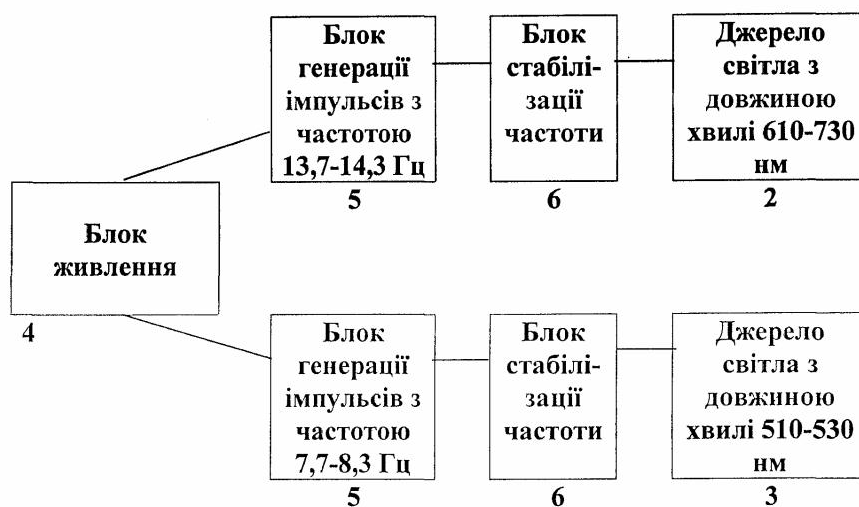 Блок
генерації
імпульсів з
частотою
13,7-14,3 Гц
5
Блок
стабілі-
зації
частоти
6
Джерело
світла з
довжиною
хвилі 610-730
нм
2
Блок
живлення
4
Блок
генерації
імпульсів з
частотою
7,7-8,3 Гц
5
Блок
стабілі-
зації
частоти
6
Джерело
світла з
довжиною
хвилі 510-530
нм
3